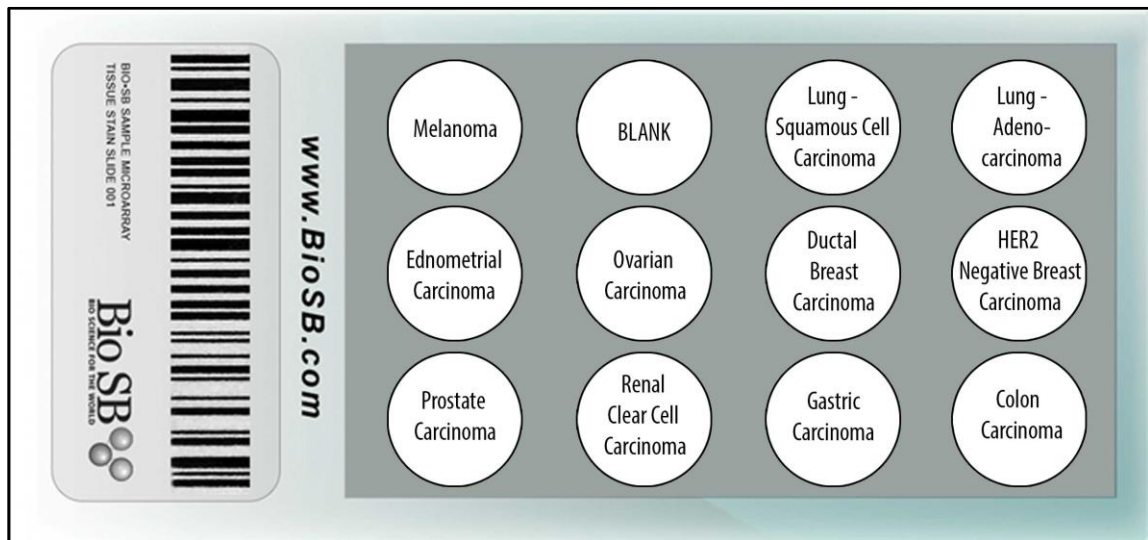 BIO-SB SAMPLE MICROARRAY
TISSUE STAIN SLIDE 001
Bio SB
BIO SCIENCE FOR THE WORLD
www.BioSB.com
Melanoma
BLANK
Lung -
Squamous Cell
Carcinoma
Lung -
Adeno-
carcinoma
Ednometrial
Carcinoma
Ovarian
Carcinoma
Ductal
Breast
Carcinoma
HER2
Negative Breast
Carcinoma
Prostate
Carcinoma
Renal
Clear Cell
Carcinoma
Gastric
Carcinoma
Colon
Carcinoma